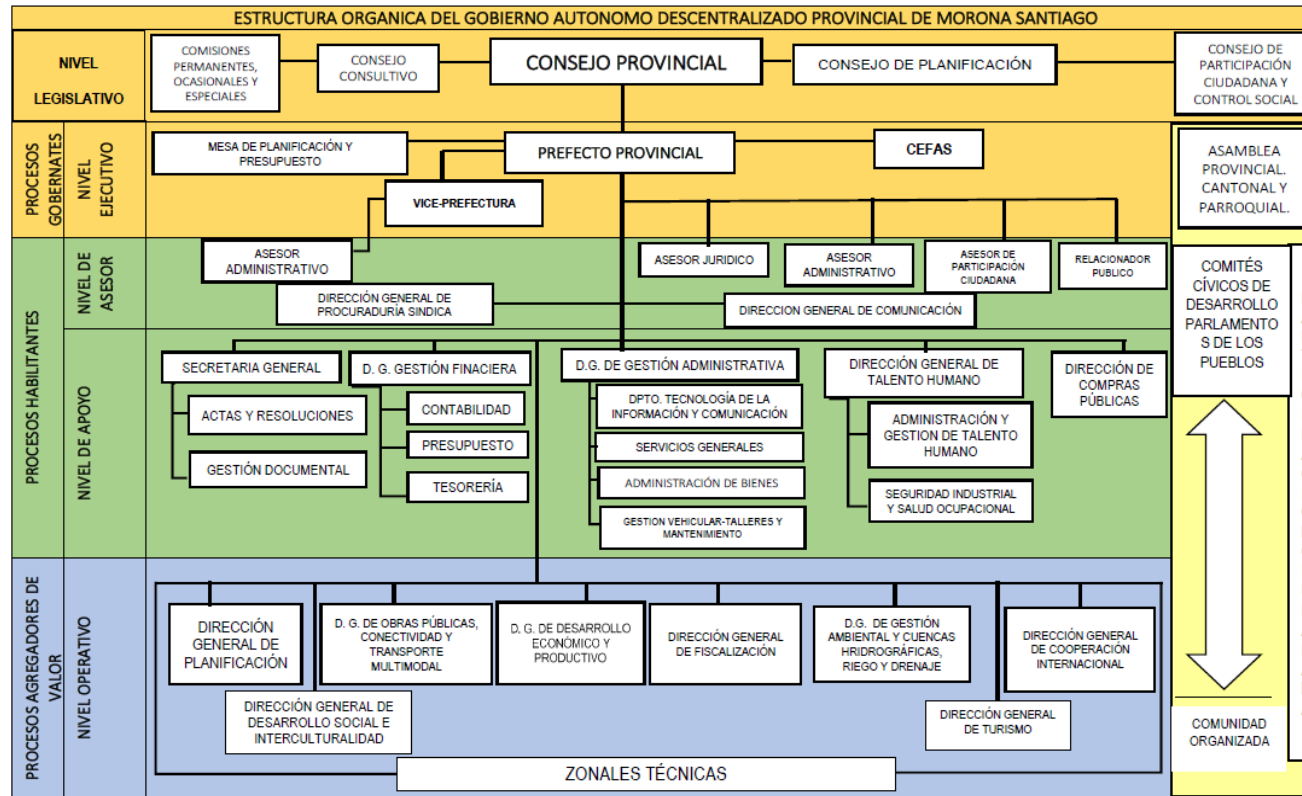 ESTRUCTURA ORGANICA DEL GOBIERNO AUTONOMO DESCENTRALIZADO PROVINCIAL DE MORONA SANTIAGO
NIVEL
LEGISLATIVO
COMISIONES
PERMANENTES,
OCASIONALES Y
ESPECIALES
CONSEJO
CONSULTIVO
CONSEJO PROVINCIAL
CONSEJO DE PLANIFICACIÓN
CONSEJO DE
PARTICIPACIÓN
CIUDADANA Y
CONTROL SOCIAL
PROCESOS
GOBERNATES
NIVEL
EJECUTIVO
MESA DE PLANIFICACIÓN Y
PRESUPUESTO
PREFECTO PROVINCIAL
CEFAS
VICE-PREFECTURA
ASAMBLEA
PROVINCIAL.
CANTONAL Y
PARROQUIAL.
PROCESOS HABILITANTES
NIVEL DE
ASESOR
ASESOR
ADMINISTRATIVO
ASESOR JURIDICO
ASESOR
ADMINISTRATIVO
ASESOR DE
PARTICIPACIÓN
CIUDADANA
RELACIONADOR
PUBLICO
DIRECCIÓN GENERAL DE
PROCURADURÍA SINDICA
DIRECCION GENERAL DE COMUNICACIÓN
COMITÉS
CÍVICOS DE
DESARROLLO
PARLAMENTO
S DE LOS
PUEBLOS
NIVEL DE APOYO
SECRETARIA GENERAL
ACTAS Y RESOLUCIONES
GESTIÓN DOCUMENTAL
D. G. GESTIÓN FINACIERA
CONTABILIDAD
PRESUPUESTO
TESORERÍA
D.G. DE GESTIÓN ADMINISTRATIVA
DPTO. TECNOLOGÍA DE LA
INFORMACIÓN Y COMUNICACIÓN
SERVICIOS GENERALES
ADMINISTRACIÓN DE BIENES
GESTION VEHICULAR-TALLERES Y
MANTENIMIENTO
DIRECCIÓN GENERAL DE
TALENTO HUMANO
ADMINISTRACIÓN Y
GESTION DE TALENTO
HUMANO
SEGURIDAD INDUSTRIAL
Y SALUD OCUPACIONAL
DIRECCIÓN DE
COMPRAS
PÚBLICAS
PROCESOS AGREGADORES DE
VALOR
NIVEL OPERATIVO
DIRECCIÓN
GENERAL DE
PLANIFICACIÓN
D. G. DE OBRAS PÚBLICAS,
CONECTIVIDAD Y
TRANSPORTE
MULTIMODAL
D. G. DE DESARROLLO
ECONÓMICO Y
PRODUCTIVO
DIRECCIÓN GENERAL
DE FISCALIZACIÓN
D.G. DE GESTIÓN
AMBIENTAL Y CUENCAS
HRIDROGRÁFICAS,
RIEGO Y DRENAJE
DIRECCIÓN GENERAL
DE COOPERACIÓN
INTERNACIONAL
DIRECCIÓN GENERAL DE
DESARROLLO SOCIAL E
INTERCULTURALIDAD
DIRECCIÓN GENERAL
DE TURISMO
ZONALES TÉCNICAS
COMUNIDAD
ORGANIZADA